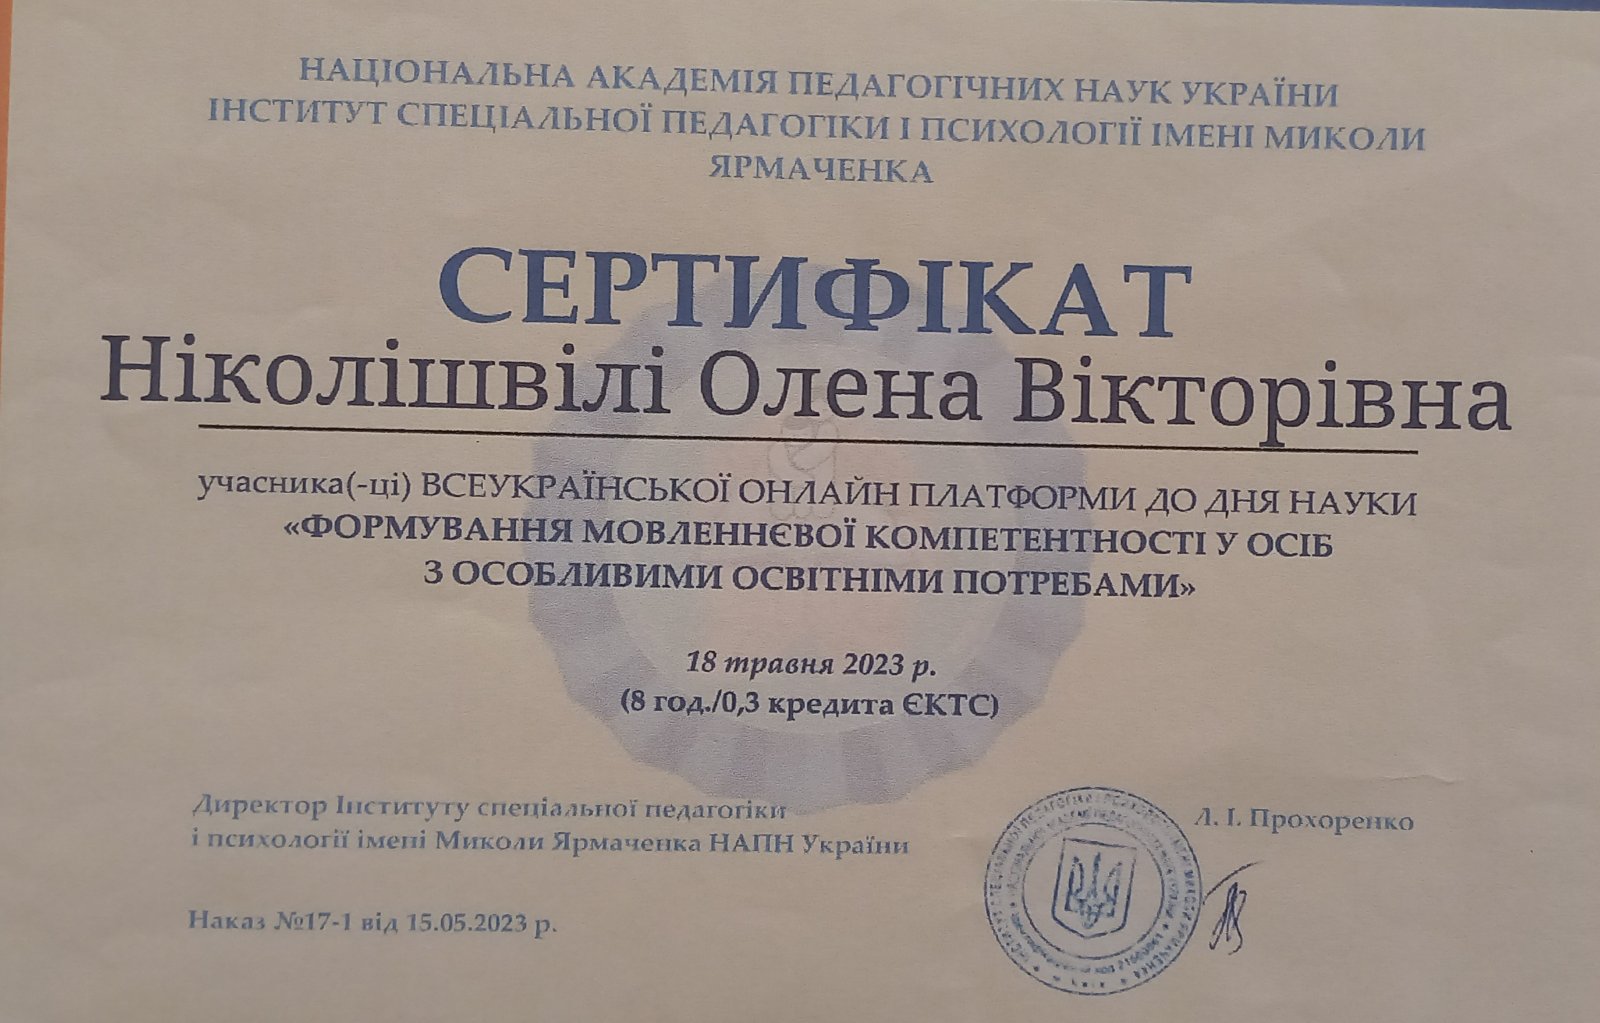 НАЦІОНАЛЬНА АКАДЕМІЯ ПЕДАГОГІЧНИХ НАУК УКРАЇНИ
ІНСТИТУТ СПЕЦІАЛЬНОЇ ПЕДАГОГІКИ І ПСИХОЛОГІЇ ІМЕНІ МИКОЛИ
ЯРМАЧЕНКА
СЕРТИФІКАТ
Ніколішвілі Олена Вікторівна
учасника(-ці) ВСЕУКРАЇНСЬКОЇ ОНЛАЙН ПЛАТФОРМИ ДО ДНЯ НАУКИ
«ФОРМУВАННЯ МОВЛЕННЄВОЇ КОМПЕТЕНТНОСТІ У ОСІБ
З ОСОБЛИВИМИ ОСВІТНІМИ ПОТРЕБАМИ»
18 травня 2023 р.
(8 год./0,3 кредита ЄКТС)
Директор Інституту спеціальної педагогіки
і психології імені Миколи Ярмаченка НАПН України
Л. І. Прохоренко
Наказ №17-1 від 15.05.2023 р.